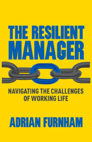 THE RESILIENT
MANAGER
NAVIGATING THE CHALLENGES
OF WORKING LIFE
ADRIAN FURNHAM